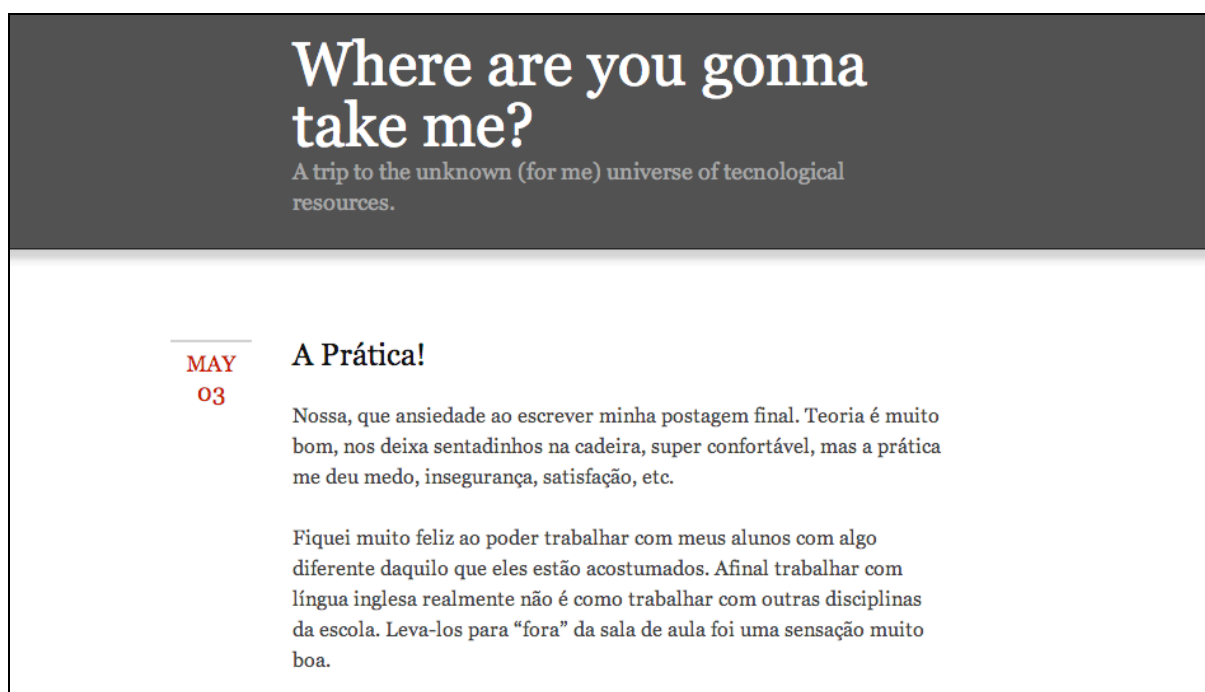 Where are you gonna
take me?
A trip to the unknown (for me) universe of tecnological
resources.
MAY
03
A Prática!
Nossa, que ansiedade ao escrever minha postagem final. Teoria é muito
bom, nos deixa sentadinhos na cadeira, super confortável, mas a prática
me deu medo, insegurança, satisfação, etc.
Fiquei muito feliz ao poder trabalhar com meus alunos com algo
diferente daquilo que eles estão acostumados. Afinal trabalhar com
língua inglesa realmente não é como trabalhar com outras disciplinas
da escola. Leva-los para “fora” da sala de aula foi uma sensação muito
boa.